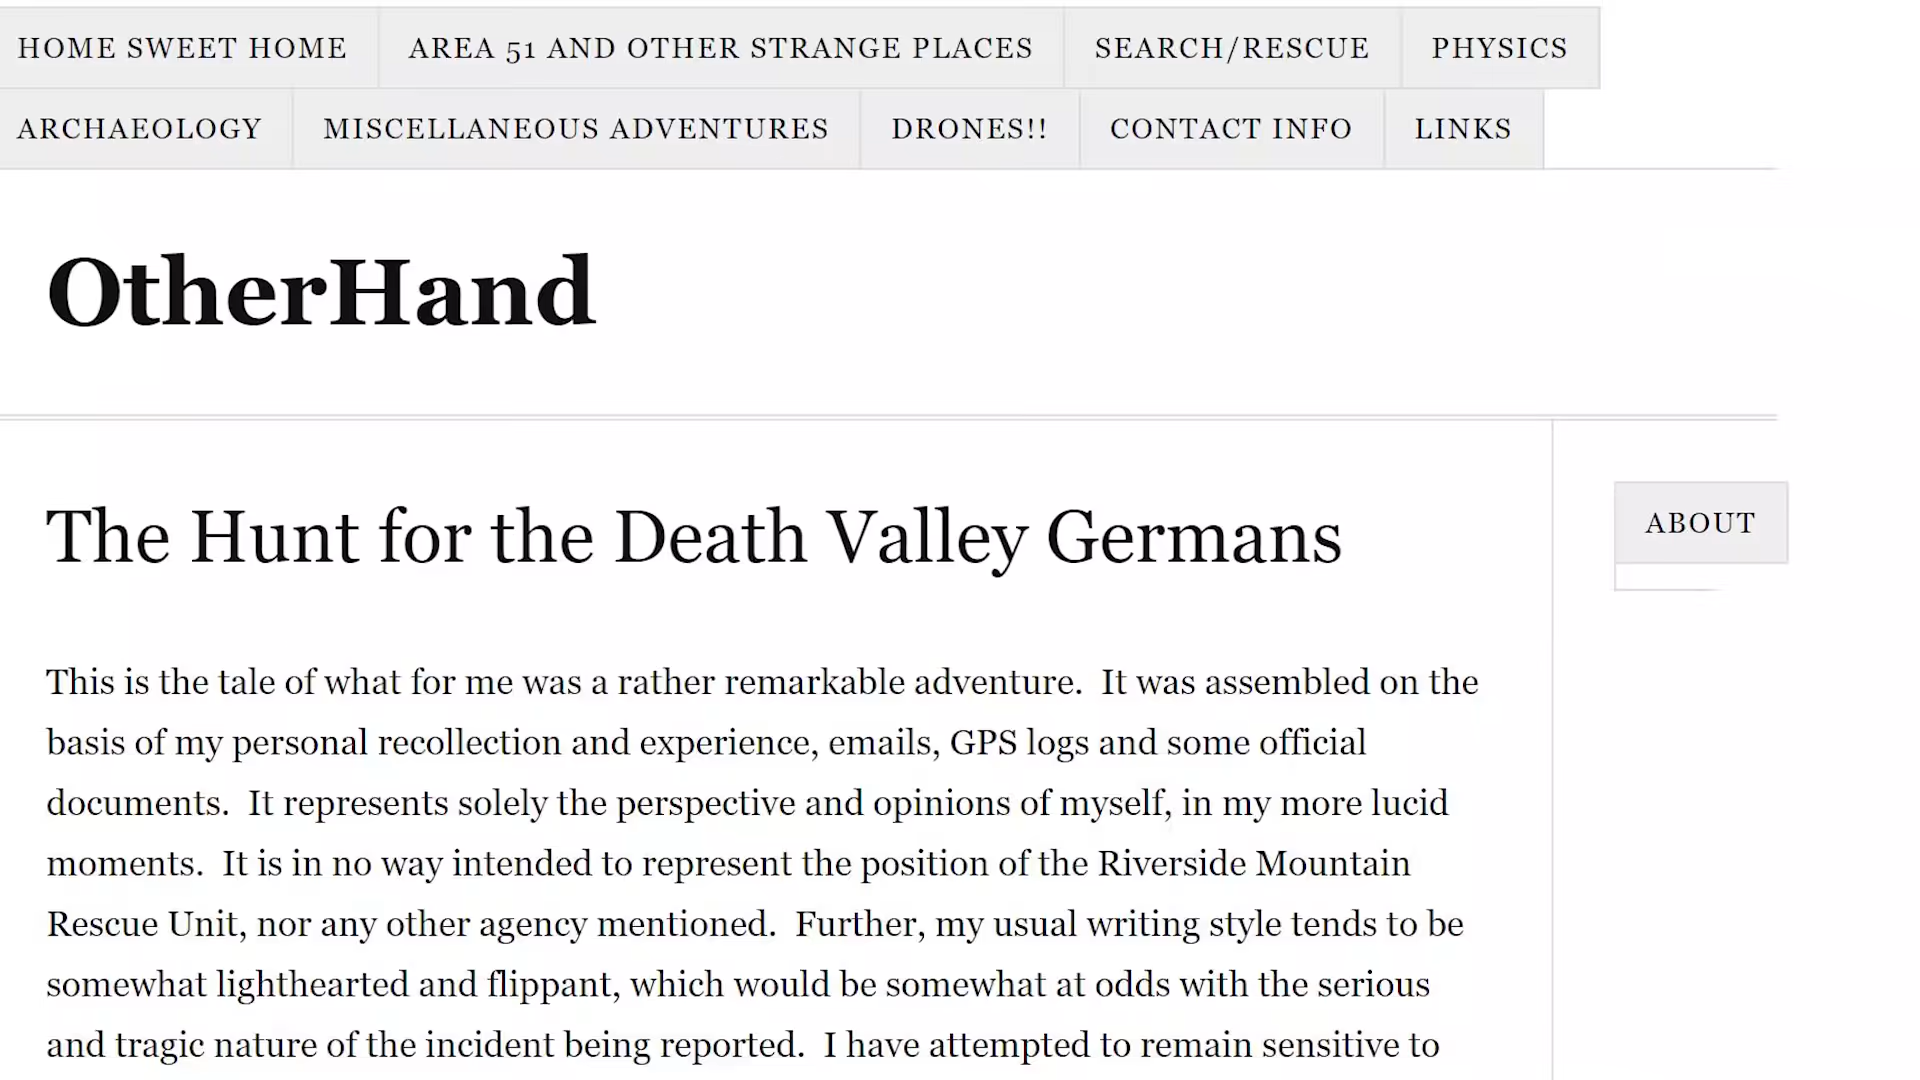 HOME SWEET HOME AREA 51 AND OTHER STRANGE PLACES SEARCH/RESCUE PHYSICS
ARCHAEOLOGY MISCELLANEOUS ADVENTURES DRONES!! CONTACT INFO LINKS
OtherHand
The Hunt for the Death Valley Germans
ABOUT
This is the tale of what for me was a rather remarkable adventure.  It was assembled on the
basis of my personal recollection and experience, emails, GPS logs and some official
documents.  It represents solely the perspective and opinions of myself, in my more lucid
moments.  It is in no way intended to represent the position of the Riverside Mountain
Rescue Unit, nor any other agency mentioned.  Further, my usual writing style tends to be
somewhat lighthearted and flippant, which would be somewhat at odds with the serious
and tragic nature of the incident being reported.  I have attempted to remain sensitive to